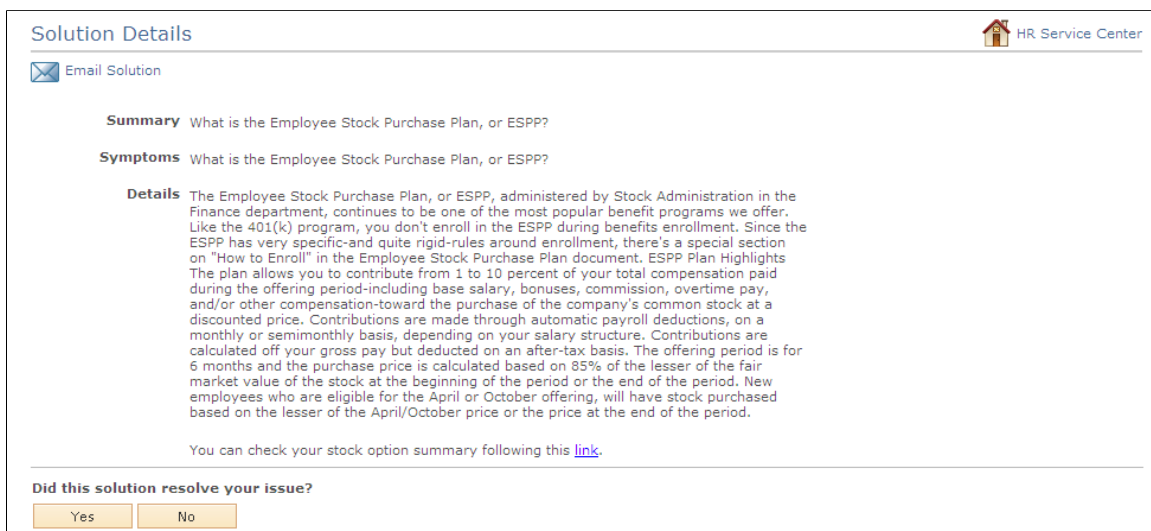 Solution Details
HR Service Center
Email Solution
Summary What is the Employee Stock Purchase Plan, or ESPP?
Symptoms What is the Employee Stock Purchase Plan, or ESPP?
Details The Employee Stock Purchase Plan, or ESPP, administered by Stock Administration in the
Finance department, continues to be one of the most popular benefit programs we offer.
Like the 401(k) program, you don't enroll in the ESPP during benefits enrollment. Since the
ESPP has very specific-and quite rigid-rules around enrollment, there's a special section
on "How to Enroll" in the Employee Stock Purchase Plan document. ESPP Plan Highlights
The plan allows you to contribute from 1 to 10 percent of your total compensation paid
during the offering period-including base salary, bonuses, commission, overtime pay,
and/or other compensation-toward the purchase of the company's common stock at a
discounted price. Contributions are made through automatic payroll deductions, on a
monthly or semimonthly basis, depending on your salary structure. Contributions are
calculated off your gross pay but deducted on an after-tax basis. The offering period is for
6 months and the purchase price is calculated based on 85% of the lesser of the fair
market value of the stock at the beginning of the period or the end of the period. New
employees who are eligible for the April or October offering, will have stock purchased
based on the lesser of the April/October price or the price at the end of the period.
You can check your stock option summary following this link.
Did this solution resolve your issue?
Yes No